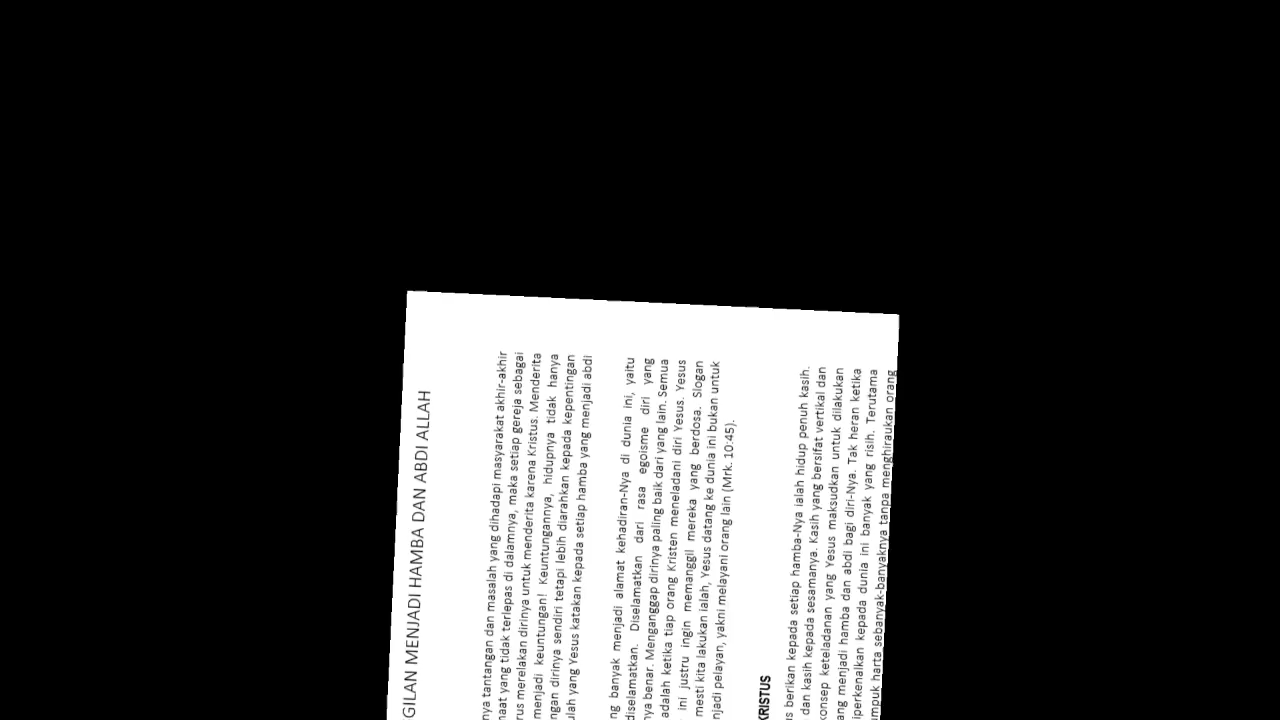 GILAN MENJADI HAMBA DAN ABDI ALLAH
nya tantangan dan masalah yang dihadapi masyarakat akhir-akhir
naat yang tidak terlepas di dalamnya, maka setiap gereja sebagai
rus merelakan dirinya untuk menderita karena Kristus. Menderita
menjadi keuntungan! Keuntungannya, hidupnya tidak hanya
ngan dirinya sendiri tetapi lebih diarahkan kepada kepentingan
ulah yang Yesus katakan kepada setiap hamba yang menjadi abdi
ng banyak menjadi alamat kehadiran-Nya di dunia ini, yaitu
diselamatkan. Diselamatkan dari rasa egoisme diri yang
nya benar. Menganggap dirinya paling baik dari yang lain. Semua
adalah ketika tiap orang Kristen meneladani diri Yesus. Yesus
ini justru ingin memanggil mereka yang berdosa. Slogan
mesti kita lakukan ialah, Yesus datang ke dunia ini bukan untuk
njadi pelayan, yakni melayani orang lain (Mrk. 10:45).
KRISTUS
us berikan kepada setiap hamba-Nya ialah hidup penuh kasih.
dan kasih kepada sesamanya. Kasih yang bersifat vertikal dan
konsep keteladanan yang Yesus maksudkan untuk dilakukan
ang menjadi hamba dan abdi bagi diri-Nya. Tak heran ketika
iperkenalkan kepada dunia ini banyak yang risih. Terutama
umpuk harta sebanyak-banyaknya tanpa menghiraukan orang